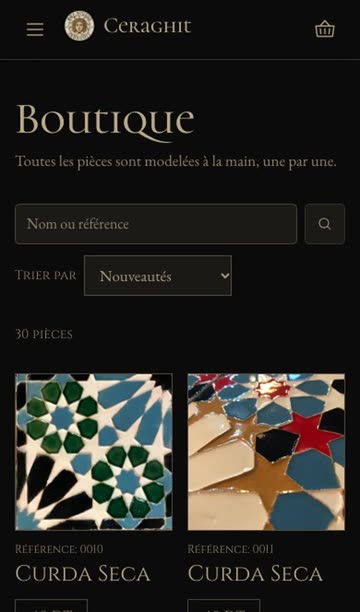 Ceraghit
Boutique
Toutes les pièces sont modelées à la main, une par une.
Nom ou référence
Trier par Nouveautés
30 pièces
Référence: 0010
Curda Seca
Référence: 0011
Curda Seca